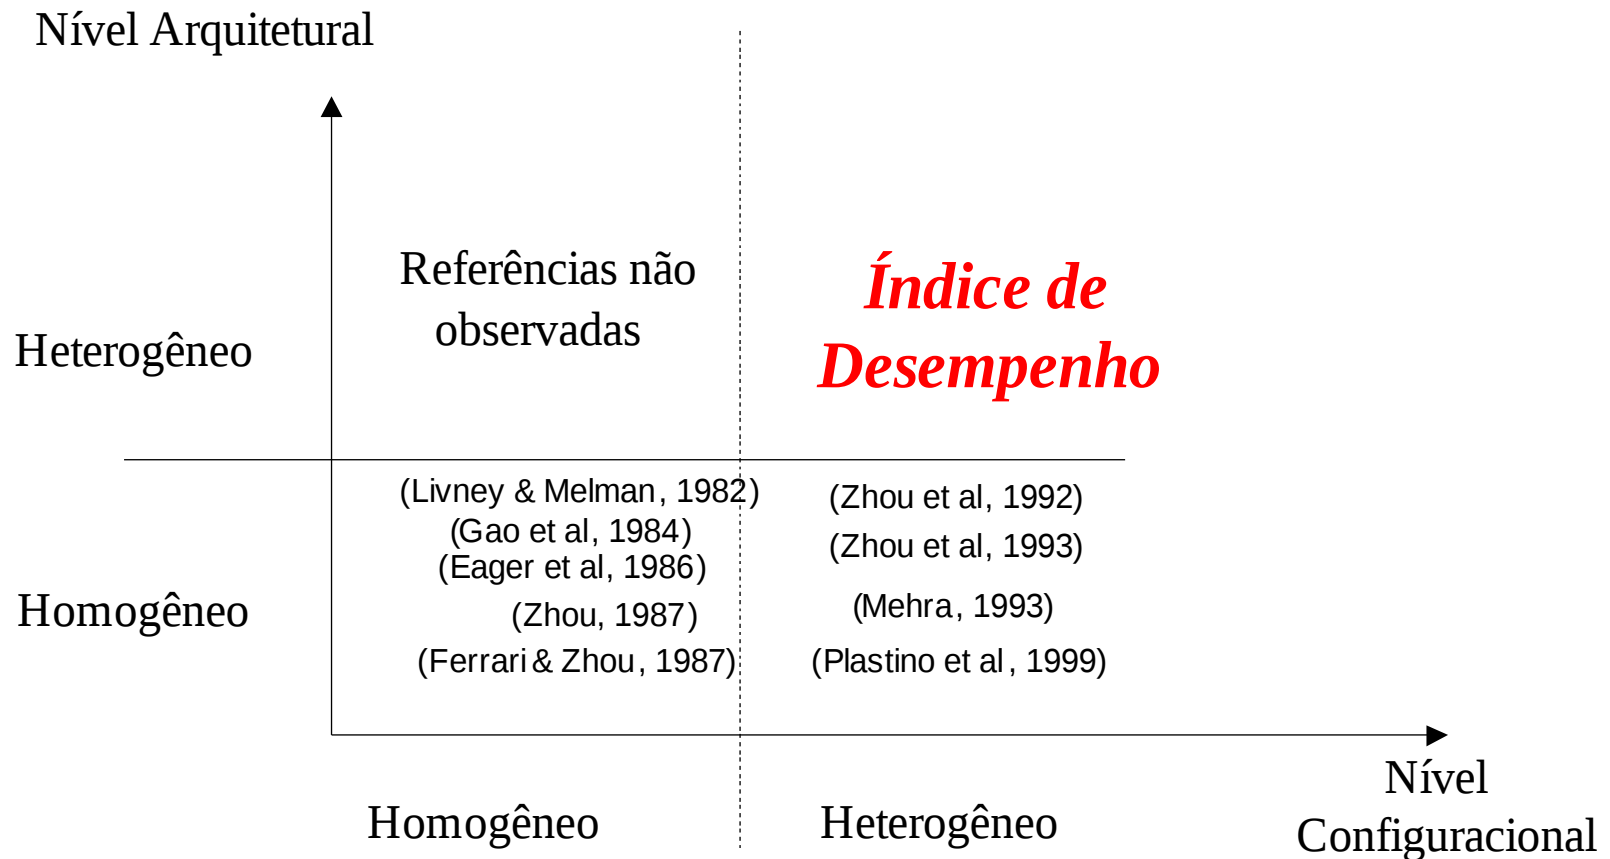 Nível Arquitetural
Referências não
observadas
Índice de
Desempenho
Heterogêneo
(Livney & Melman, 1982)
(Gao et al, 1984)
(Eager et al, 1986)
(Zhou, 1987)
(Ferrari & Zhou, 1987)
(Zhou et al, 1992)
(Zhou et al, 1993)
(Mehra, 1993)
(Plastino et al, 1999)
Homogêneo
Homogêneo
Heterogêneo
Nível
Configuracional